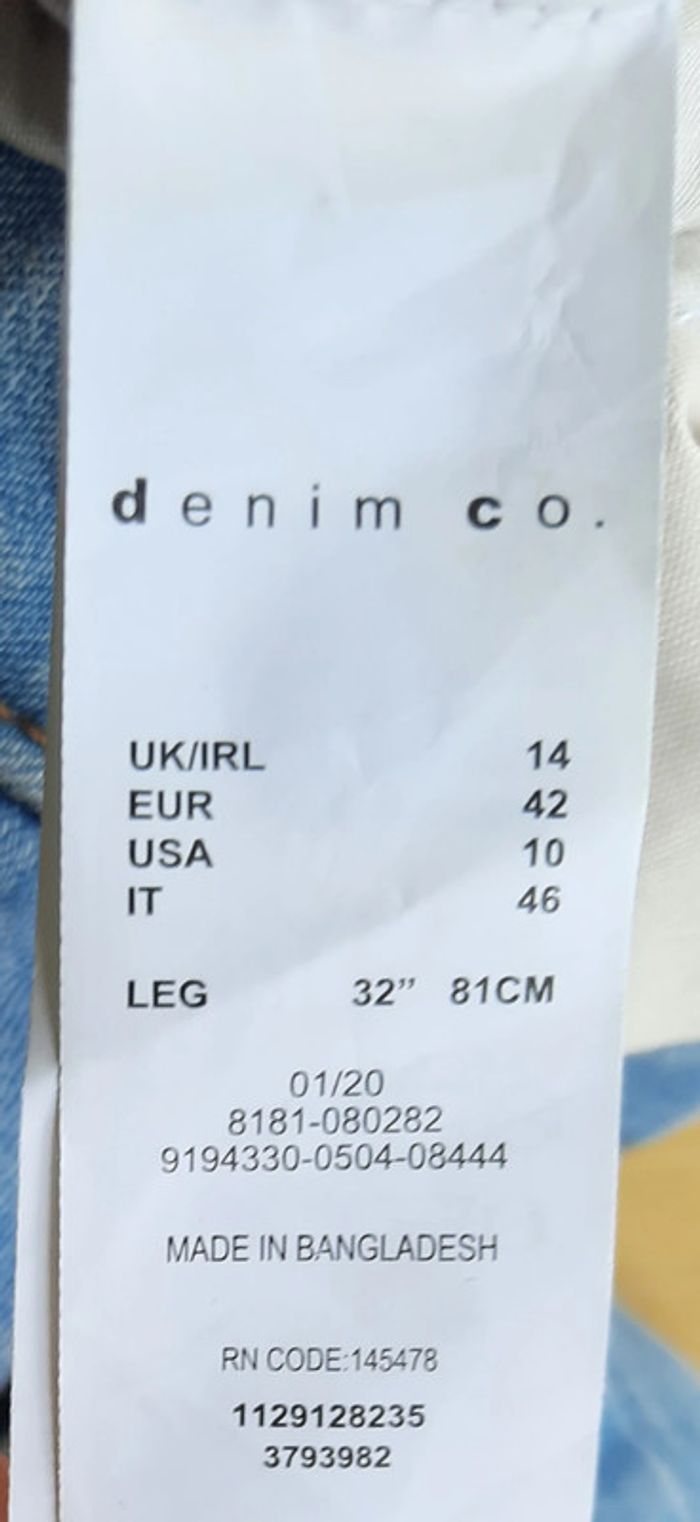 denim co.
UK/IRL 14
EUR 42
USA 10
IT 46
LEG 32” 81CM
01/20
8181-080282
9194330-0504-08444
MADE IN BANGLADESH
RN CODE:145478
1129128235
3793982